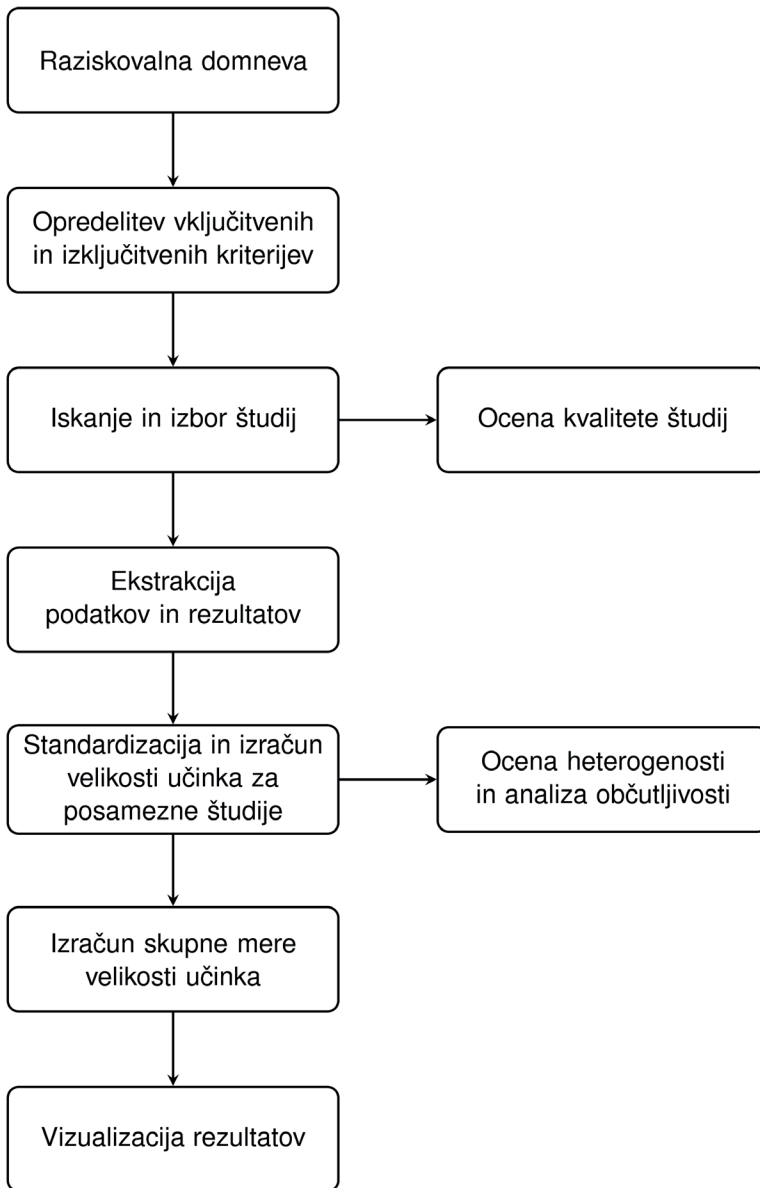 Raziskovalna domneva
Opredelitev vključitvenih
in izključitvenih kriterijev
Iskanje in izbor študij
Ocena kvalitete študij
Ekstrakcija
podatkov in rezultatov
Standardizacija in izračun
velikosti učinka za
posamezne študije
Ocena heterogenosti
in analiza občutljivosti
Izračun skupne mere
velikosti učinka
Vizualizacija rezultatov